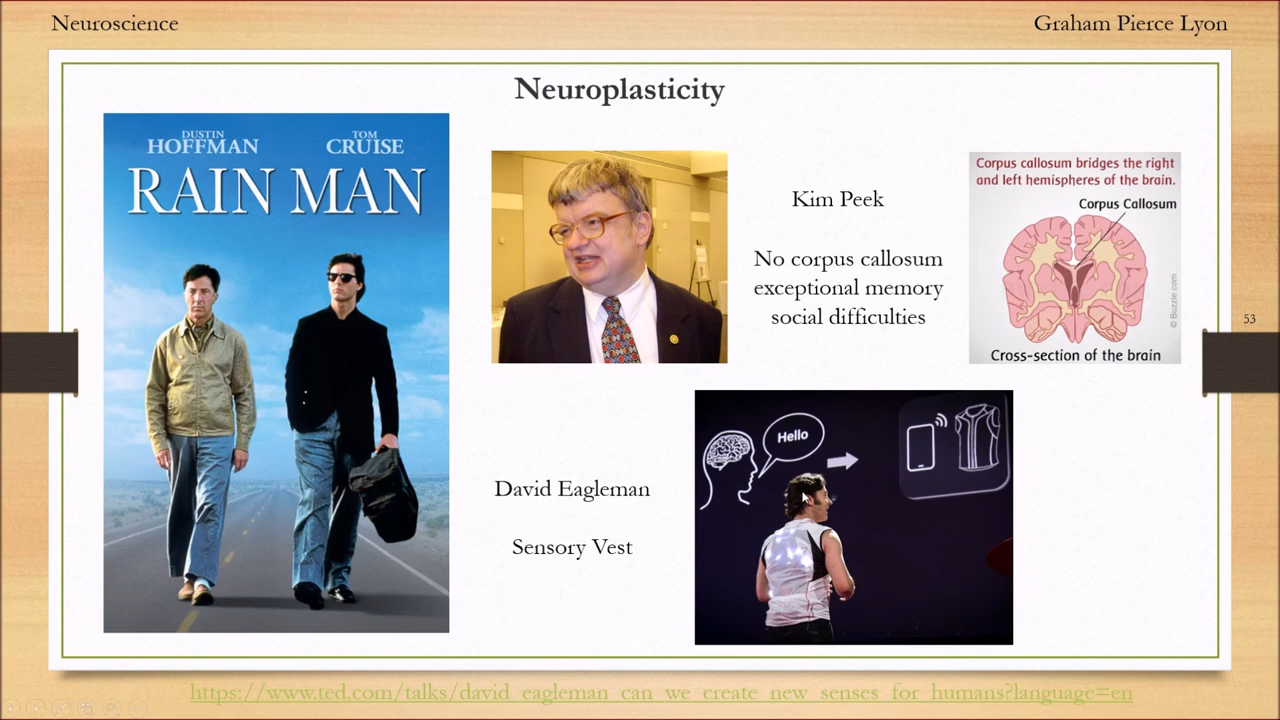 Neuroscience
Graham Pierce Lyon
Neuroplasticity
DUSTIN HOFFMAN
TOM CRUISE
RAIN MAN
Kim Peek
No corpus callosum
exceptional memory
social difficulties
Corpus callosum bridges the right
and left hemispheres of the brain.
Corpus Callosum
© Buzzle.com
Cross-section of the brain
53
David Eagleman
Sensory Vest
Hello
https://www.ted.com/talks/david_eagleman_can_we_create_new_senses_for_humans?language=en